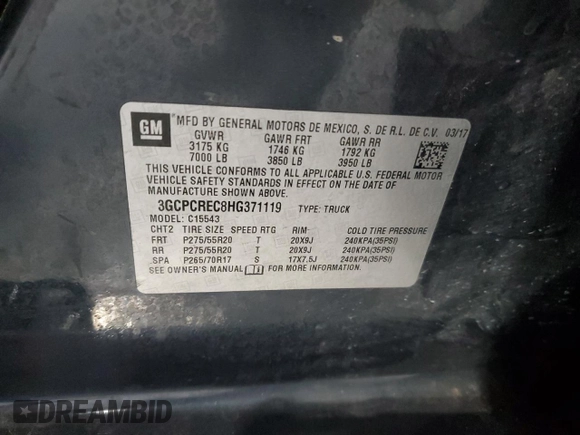 GM
MFD BY GENERAL MOTORS DE MEXICO, S. DE R.L. DE C.V. 03/17
GVWR GAWR FRT GAWR RR
3175 KG 1746 KG 1792 KG
7000 LB 3850 LB 3950 LB
THIS VEHICLE CONFORMS TO ALL APPLICABLE U.S. FEDERAL MOTOR
VEHICLE SAFETY STANDARDS IN EFFECT ON THE DATE OF
MANUFACTURE SHOWN ABOVE.
3GCPCREC8HG371119 TYPE: TRUCK
MODEL: C15543
CHT2 TIRE SIZE SPEED RTG RIM COLD TIRE PRESSURE
FRT P275/55R20 T 20X9J 240KPA(35PSI)
RR P275/55R20 T 20X9J 240KPA(35PSI)
SPA P265/70R17 S 17X7.5J 240KPA(35PSI)
SEE OWNER'S MANUAL FOR MORE INFORMATION.
DREAMBID